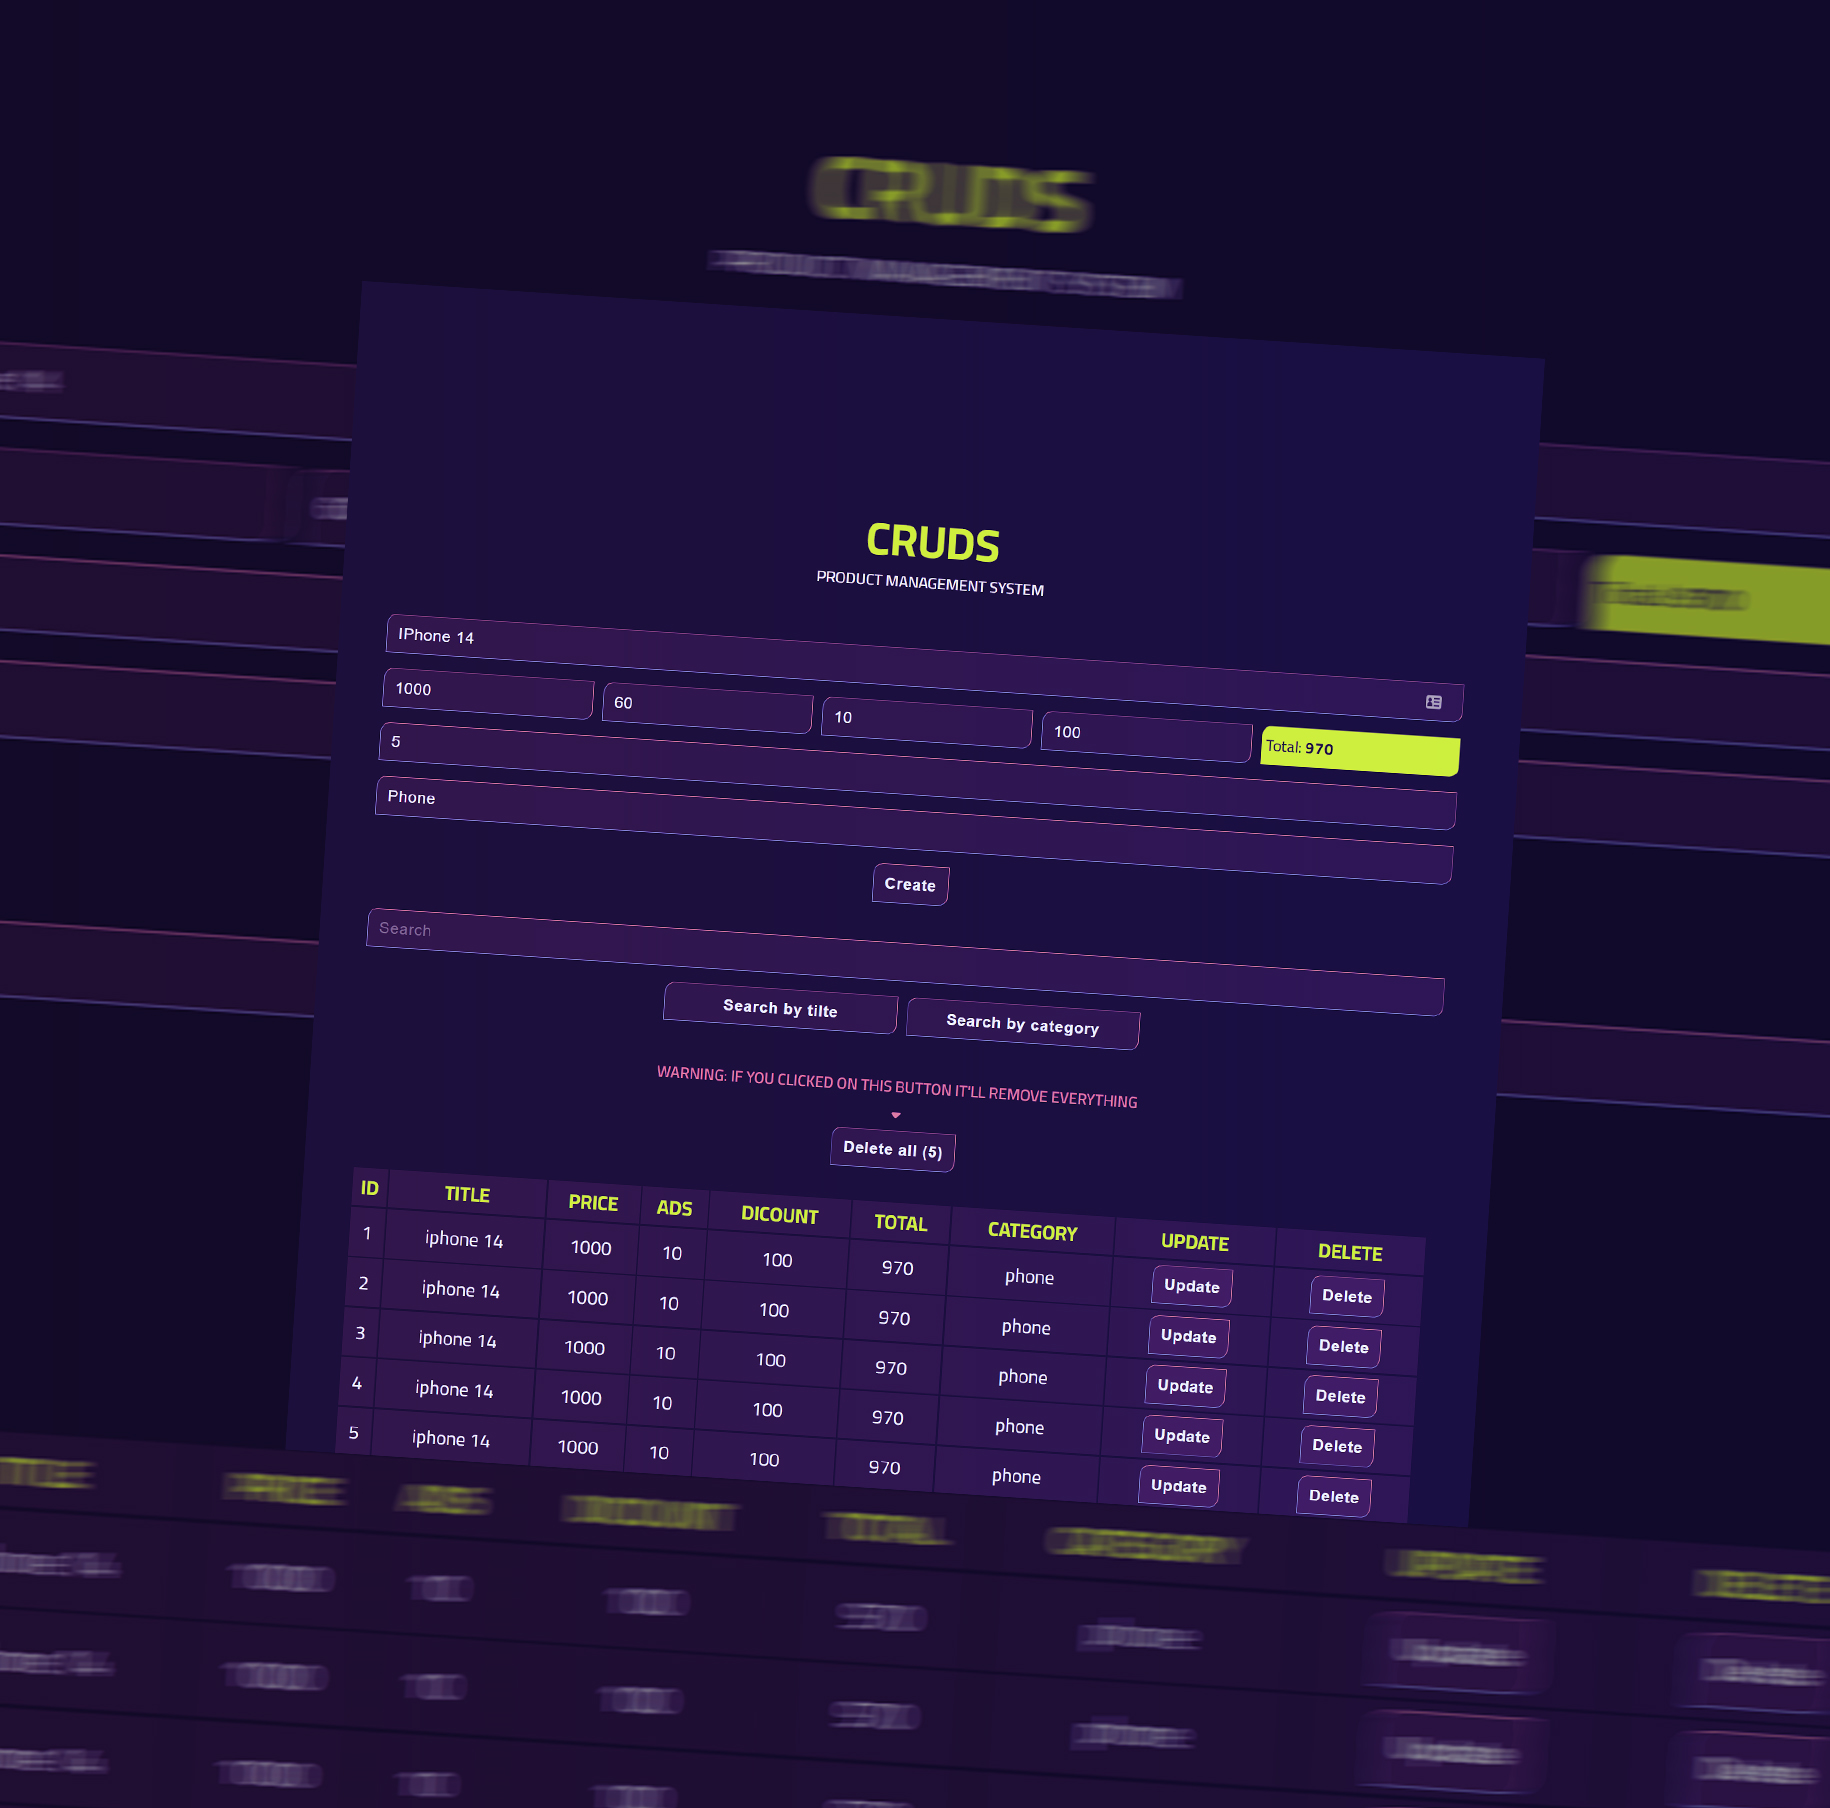 CRUDS
PRODUCT MANAGEMENT SYSTEM
CRUDS
PRODUCT MANAGEMENT SYSTEM
IPhone 14
1000 60 10 100 Total: 970
5
Phone
Create
Search
Search by tilte Search by category
WARNING: IF YOU CLICKED ON THIS BUTTON IT'LL REMOVE EVERYTHING
Delete all (5)
ID TITLE PRICE ADS DICOUNT TOTAL CATEGORY UPDATE DELETE
1 iphone 14 1000 10 100 970 phone Update Delete
2 iphone 14 1000 10 100 970 phone Update Delete
3 iphone 14 1000 10 100 970 phone Update Delete
4 iphone 14 1000 10 100 970 phone Update Delete
5 iphone 14 1000 10 100 970 phone Update Delete